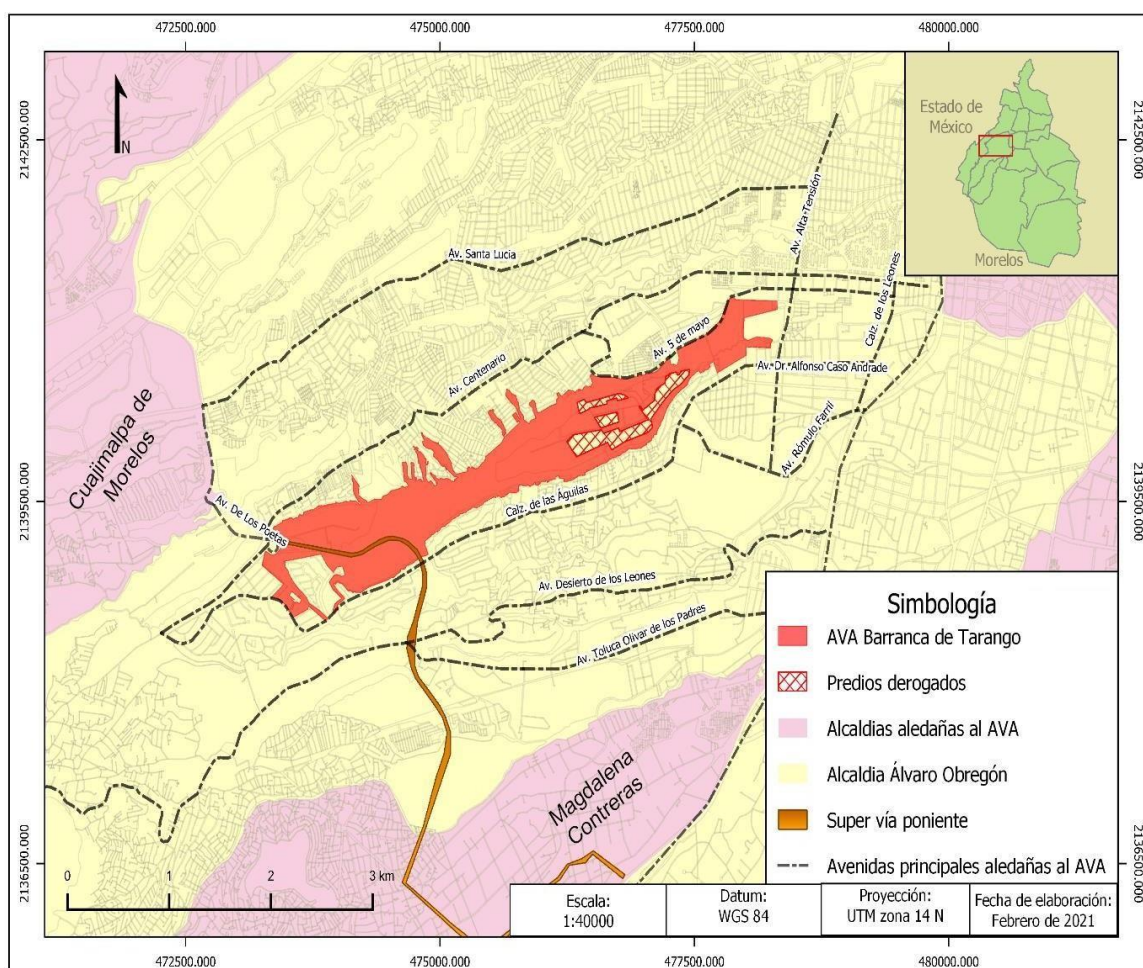 472500.000
475000.000
477500.000
480000.000
2142500.000
2142500.000
N
Estado de
México
Morelos
Av. Alta Tensión
Av. Santa Lucia
Calz. de los Leones
Av. 5 de mayo
Av. Centenario
Av. Dr. Alfonso Caso Andrade
Cuajimalpa de
Morelos
Av. Rómulo Farril
2139500.000
2139500.000
Calz. de las Águilas
Av. De Los Poetas
Av. Desierto de los Leones
Av. Toluca Olivar de los Padres
Magdalena
Contreras
Simbología
AVA Barranca de Tarango
Predios derogados
Alcaldias aledañas al AVA
Alcaldia Álvaro Obregón
Super vía poniente
Avenidas principales aledañas al AVA
2136500.000
2136500.000
0
1
2
3 km
Escala:
1:40000
Datum:
WGS 84
Proyección:
UTM zona 14 N
Fecha de elaboración:
Febrero de 2021
472500.000
475000.000
477500.000
480000.000